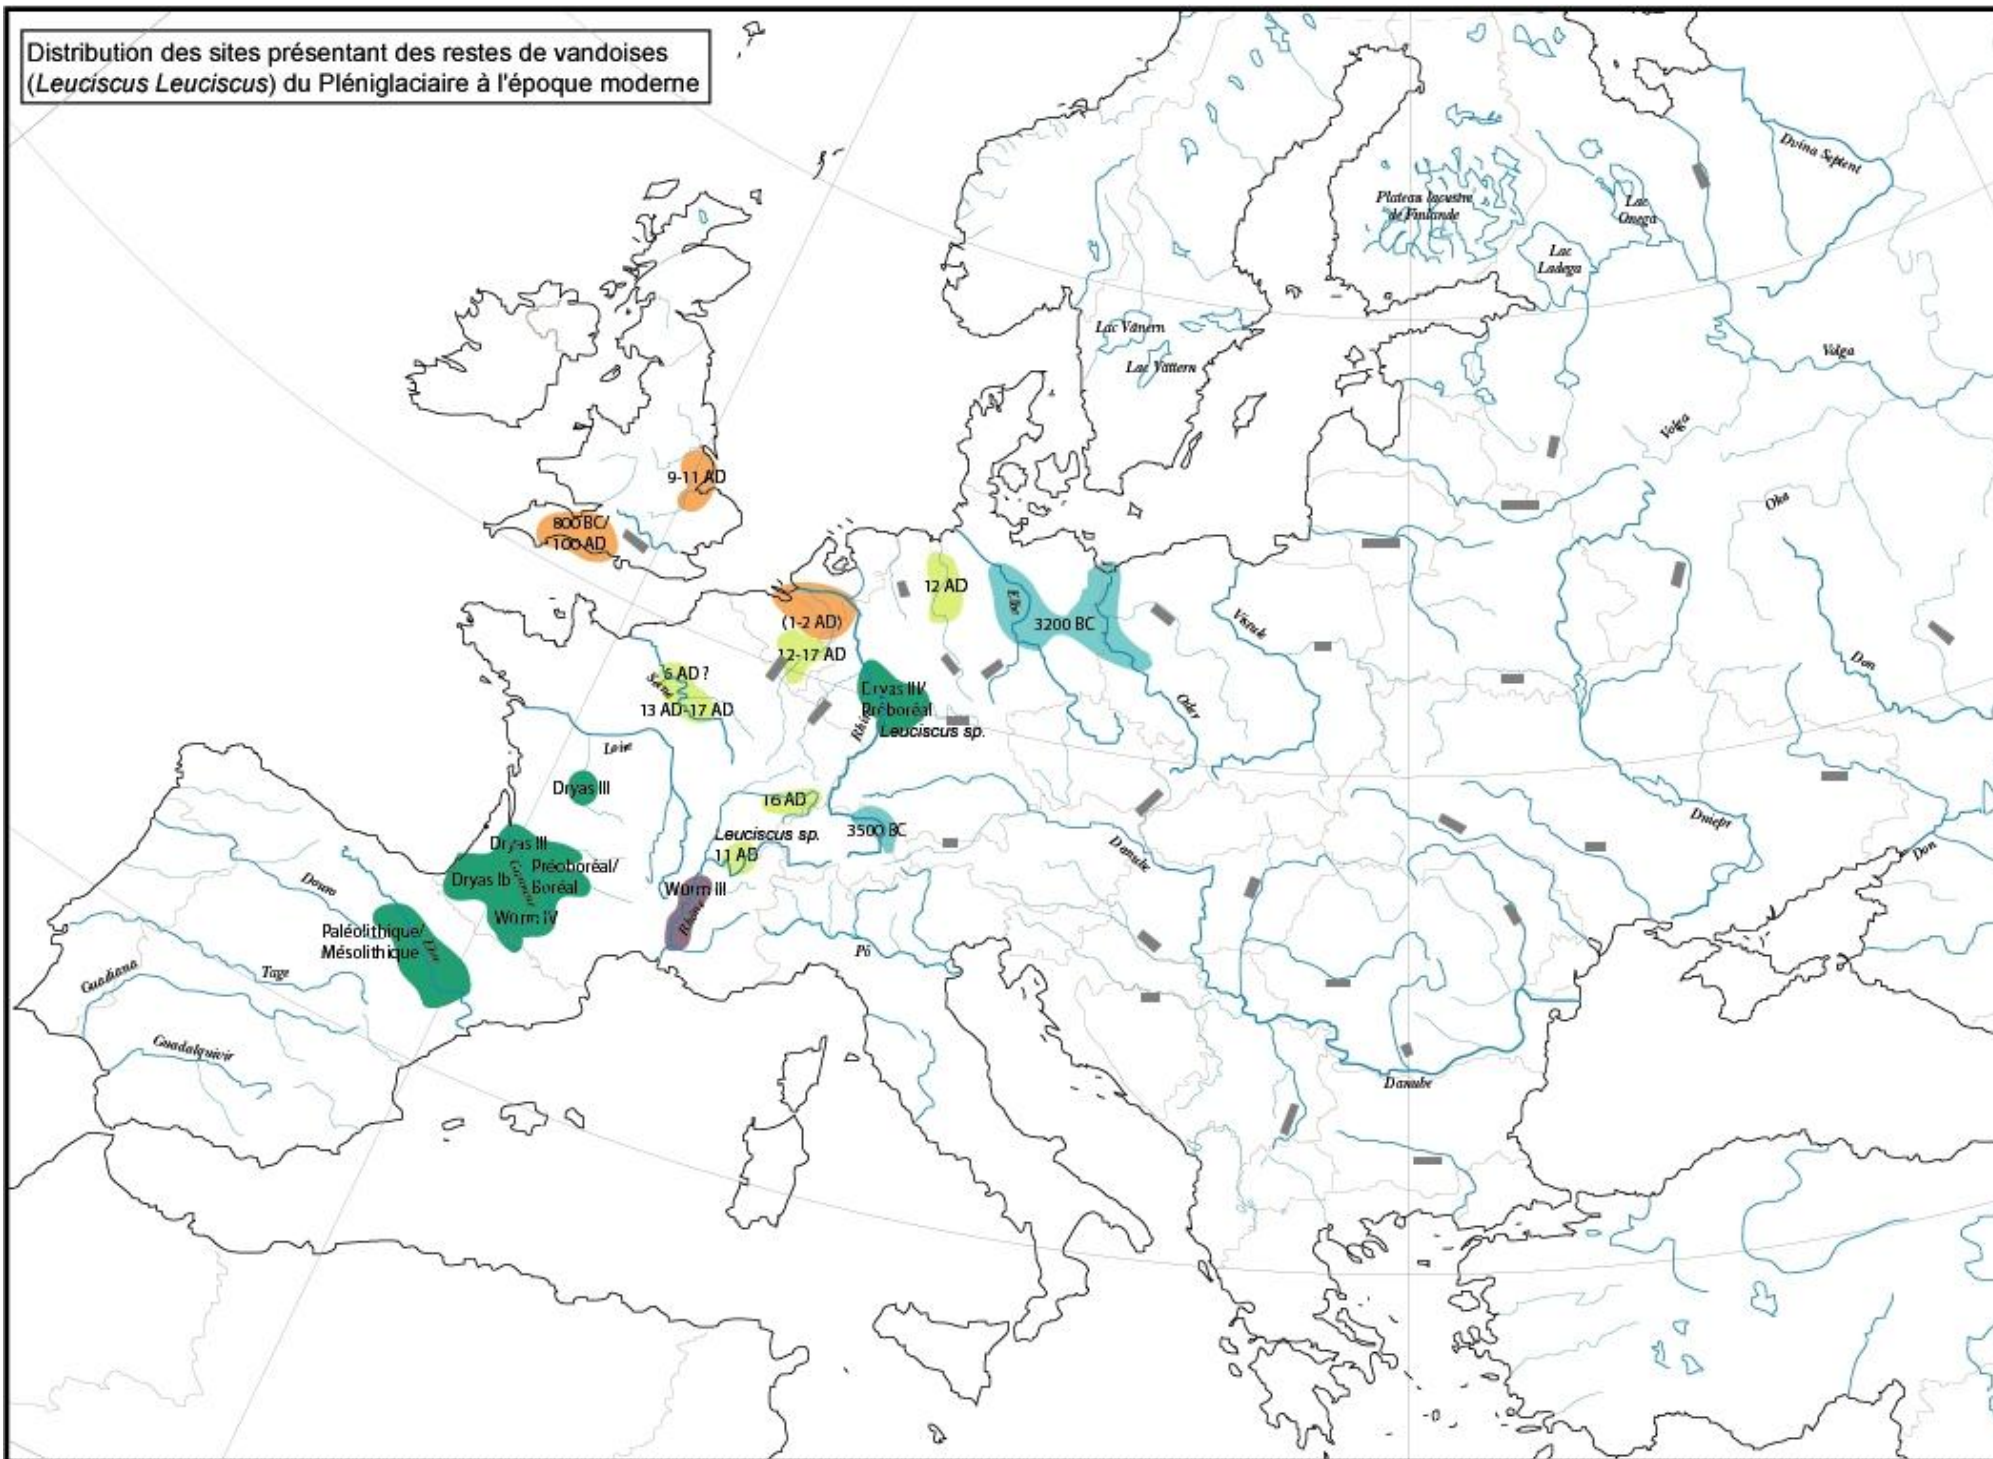 Distribution des sites présentant des restes de vandoises
(Leuciscus Leuciscus) du Pléniglaciaire à l'époque moderne
Dvina Septent
Plateau lacustre
de Finlande
Lac
Onega
Lac
Ladega
Lac Vänern
Lac Vättern
Volga
Volga
Oka
9-11 AD
800 BC/
100 AD
12 AD
Elbe
3200 BC
Vistule
(1-2 AD)
12-17 AD
6 AD ?
Seine
13 AD-17 AD
Dryas III/
Préboréal
Rhin
Leuciscus sp.
Oder
Don
Loire
Dryas III
16 AD
Leuciscus sp.
11 AD
3500 BC
Danube
Dniepr
Don
Dryas III
Garonne
Préoboréal/
Boréal
Dryas Ib
Würm IV
Würm III
Rhône
Pô
Douro
Paléolithique/
Mésolithique
Ebre
Tage
Guadiana
Guadalquivir
Danube